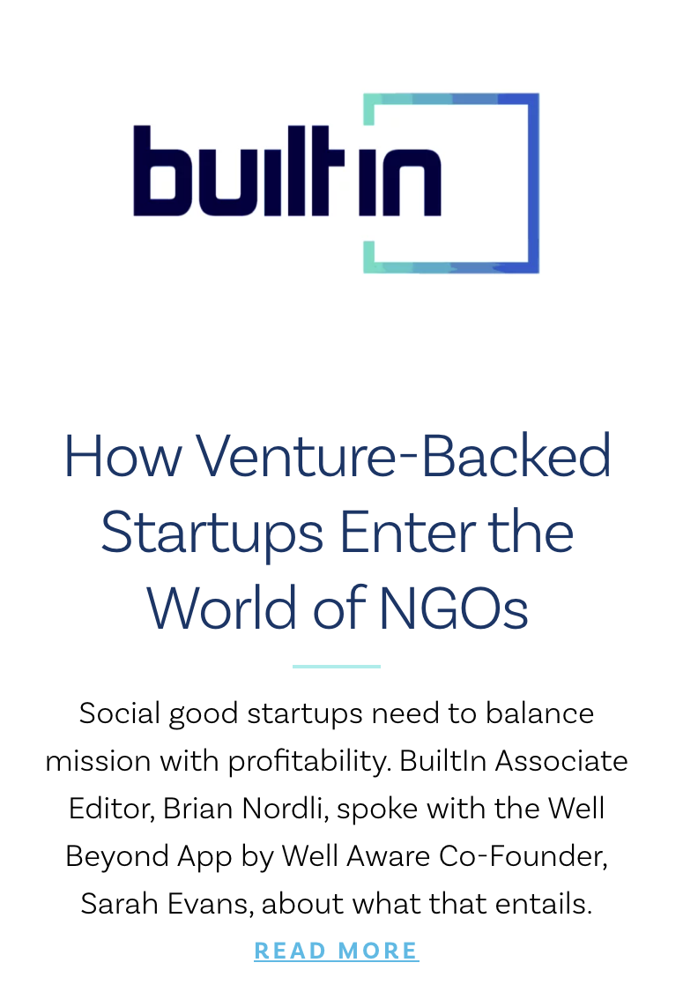 builtin
How Venture-Backed
Startups Enter the
World of NGOs
Social good startups need to balance
mission with profitability. BuiltIn Associate
Editor, Brian Nordli, spoke with the Well
Beyond App by Well Aware Co-Founder,
Sarah Evans, about what that entails.
READ MORE